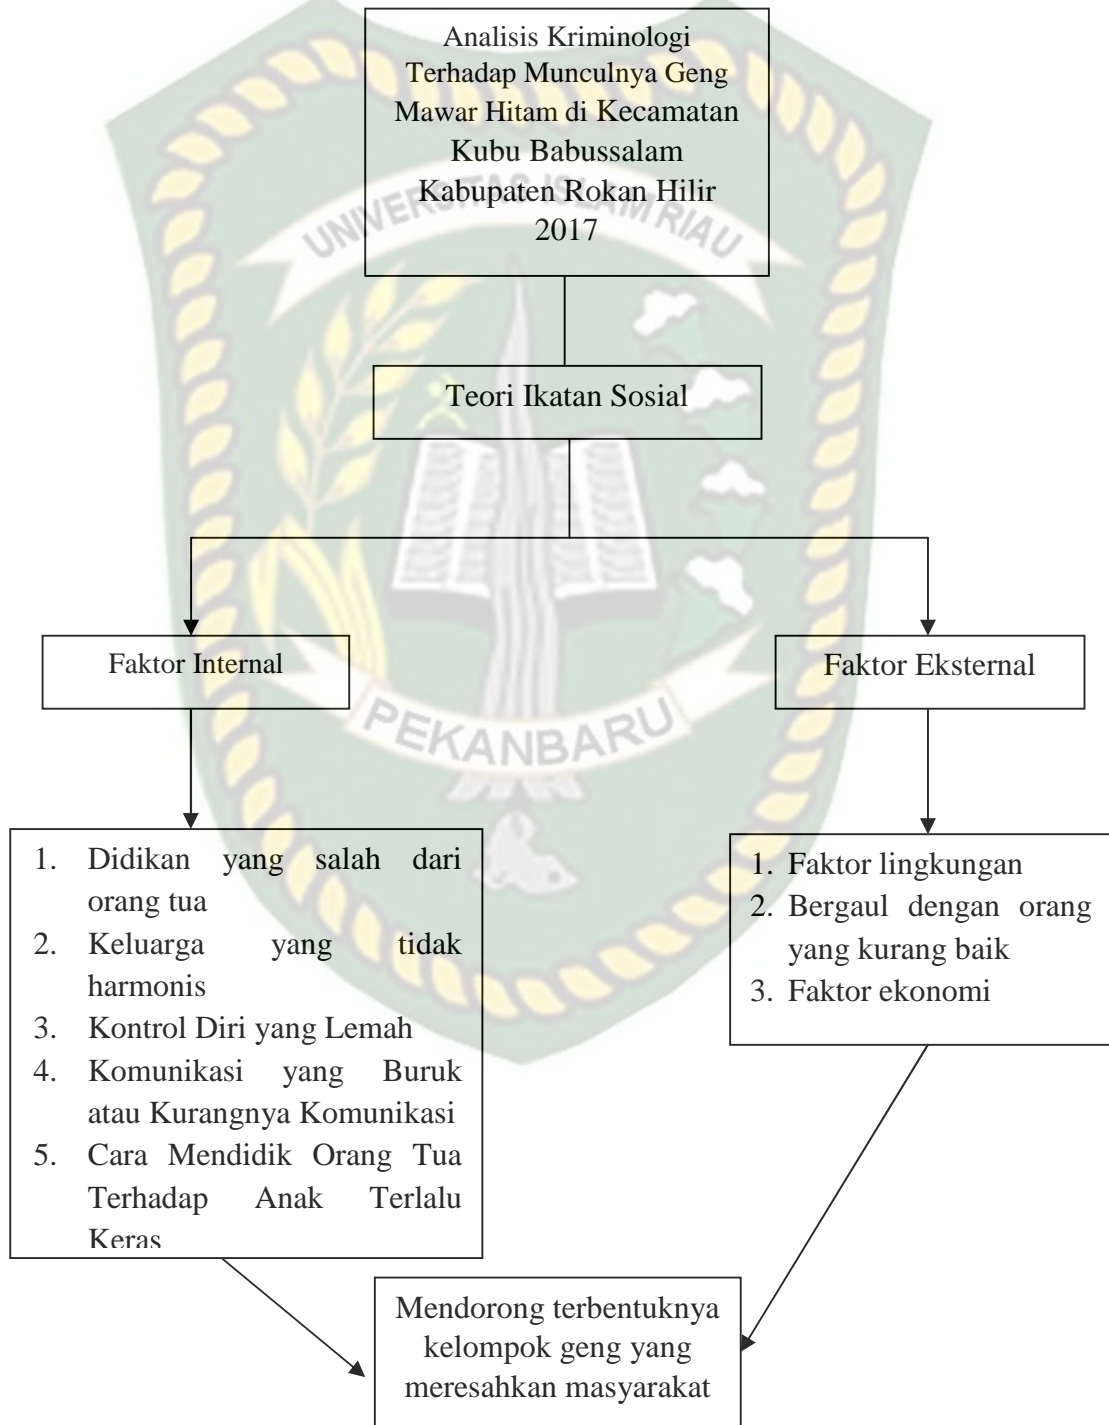 Analisis Kriminologi
Terhadap Munculnya Geng
Mawar Hitam di Kecamatan
Kubu Babussalam
Kabupaten Rokan Hilir
2017
UNIVERSITAS ISLAM RIAU
Teori Ikatan Sosial
Faktor Internal
Faktor Eksternal
PEKANBARU
1. Didikan yang salah dari
orang tua
2. Keluarga yang tidak
harmonis
3. Kontrol Diri yang Lemah
4. Komunikasi yang Buruk
atau Kurangnya Komunikasi
5. Cara Mendidik Orang Tua
Terhadap Anak Terlalu
Keras
1. Faktor lingkungan
2. Bergaul dengan orang
yang kurang baik
3. Faktor ekonomi
Mendorong terbentuknya
kelompok geng yang
meresahkan masyarakat